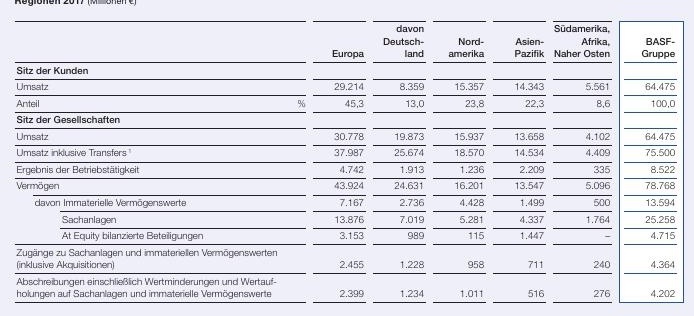 Regionen 2017 (Millionen €)
Europa davon Deutsch-land Nord-amerika Asien-Pazifik Südamerika, Afrika, Naher Osten BASF-Gruppe
Sitz der Kunden
Umsatz 29.214 8.359 15.357 14.343 5.561 64.475
Anteil % 45,3 13,0 23,8 22,3 8,6 100,0
Sitz der Gesellschaften
Umsatz 30.778 19.873 15.937 13.658 4.102 64.475
Umsatz inklusive Transfers¹ 37.987 25.674 18.570 14.534 4.409 75.500
Ergebnis der Betriebstätigkeit 4.742 1.913 1.236 2.209 335 8.522
Vermögen 43.924 24.631 16.201 13.547 5.096 78.768
davon Immaterielle Vermögenswerte 7.167 2.736 4.428 1.499 500 13.594
Sachanlagen 13.876 7.019 5.281 4.337 1.764 25.258
At Equity bilanzierte Beteiligungen 3.153 989 115 1.447 – 4.715
Zugänge zu Sachanlagen und immateriellen Vermögenswerten
(inklusive Akquisitionen) 2.455 1.228 958 711 240 4.364
Abschreibungen einschließlich Wertminderungen und Wertauf-
holungen auf Sachanlagen und immaterielle Vermögenswerte 2.399 1.234 1.011 516 276 4.202